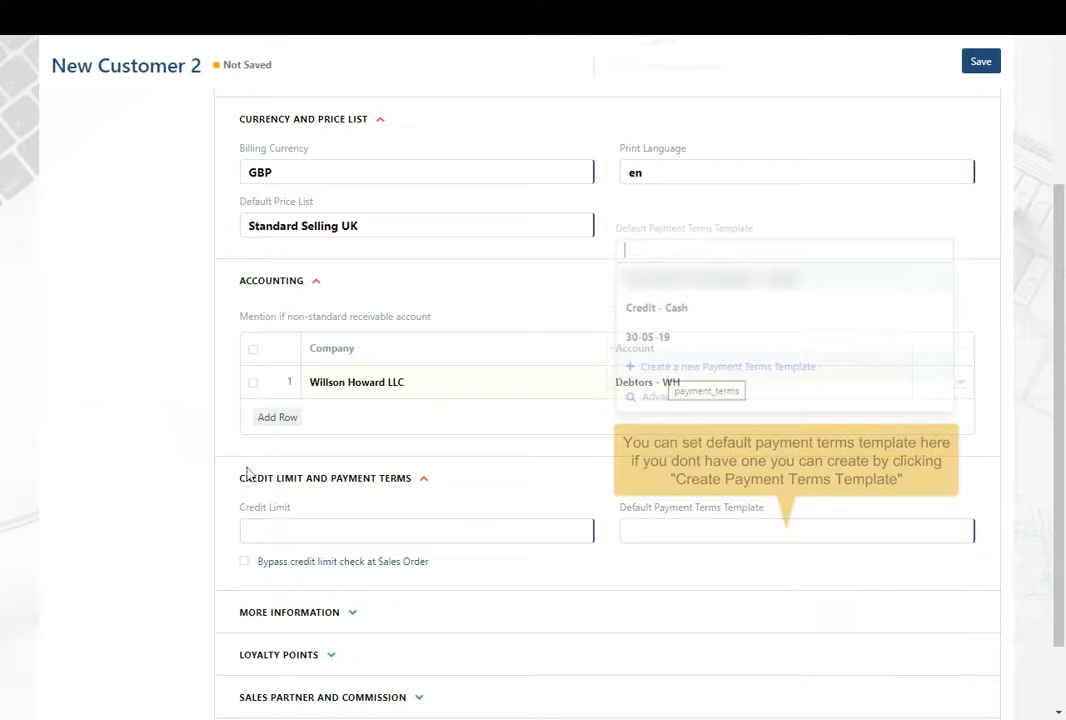 New Customer 2 Not Saved Save
CURRENCY AND PRICE LIST
Billing Currency Print Language
GBP en
Default Price List
Standard Selling UK Default Payment Terms Template
ACCOUNTING
Credit - Cash
Mention if non-standard receivable account
30-05-19
Company Account
Create a new Payment Terms Template
1 Willson Howard LLC Debtors - WH
payment_terms
Add Row
You can set default payment terms template here
if you dont have one you can create by clicking
"Create Payment Terms Template"
CREDIT LIMIT AND PAYMENT TERMS
Credit Limit Default Payment Terms Template
Bypass credit limit check at Sales Order
MORE INFORMATION
LOYALTY POINTS
SALES PARTNER AND COMMISSION